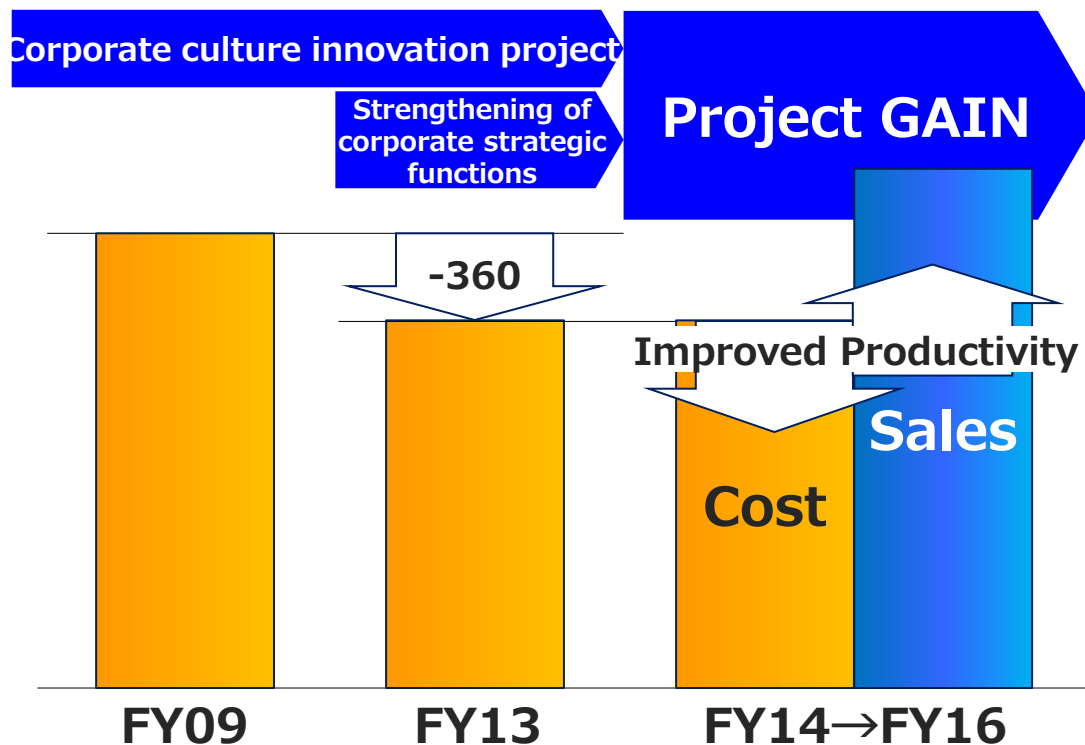 Corporate culture innovation project
Strengthening of
corporate strategic
functions
Project GAIN
-360
Improved Productivity
Sales
Cost
FY09
FY13
FY14→FY16